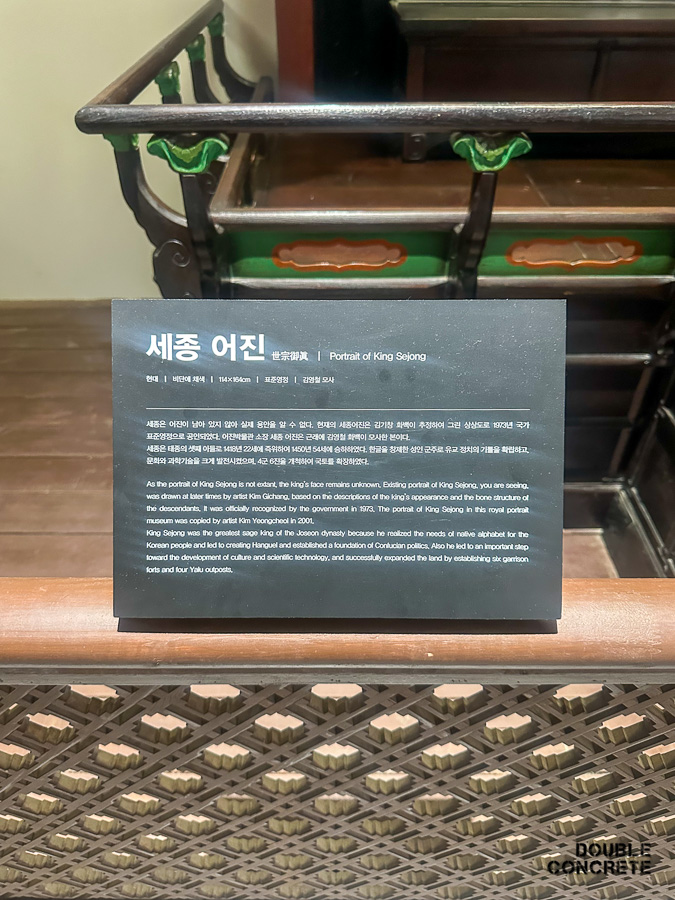 세종 어진 世宗御眞 | Portrait of King Sejong
현대 | 비단에 채색 | 114×164cm | 표준영정 | 김영철 모사
세종은 어진이 남아 있지 않아 실제 용안을 알 수 없다. 현재의 세종어진은 김기창 화백이 추정하여 그린 상상도로 1973년 국가
표준영정으로 공인되었다. 어진박물관 소장 세종 어진은 근래에 김영철 화백이 모사한 본이다.
세종은 태종의 셋째 아들로 1418년 22세에 즉위하여 1450년 54세에 승하하였다. 한글을 창제한 성인 군주로 유교 정치의 기틀을 확립하고,
문화와 과학기술을 크게 발전시켰으며, 4군 6진을 개척하여 국토를 확장하였다.
As the portrait of King Sejong is not extant, the king's face remains unknown. Existing portrait of King Sejong, you are seeing,
was drawn at later times by artist Kim Gichang, based on the descriptions of the king's appearance and the bone structure of
the descendants. It was officially recognized by the government in 1973. The portrait of King Sejong in this royal portrait
museum was copied by artist Kim Yeongcheol in 2001.
King Sejong was the greatest sage king of the Joseon dynasty because he realized the needs of native alphabet for the
Korean people and led to creating Hanguel and established a foundation of Confucian politics. Also he led to an important step
toward the development of culture and scientific technology, and successfully expanded the land by establishing six garrison
forts and four Yalu outposts.
DOUBLE
CONCRETE